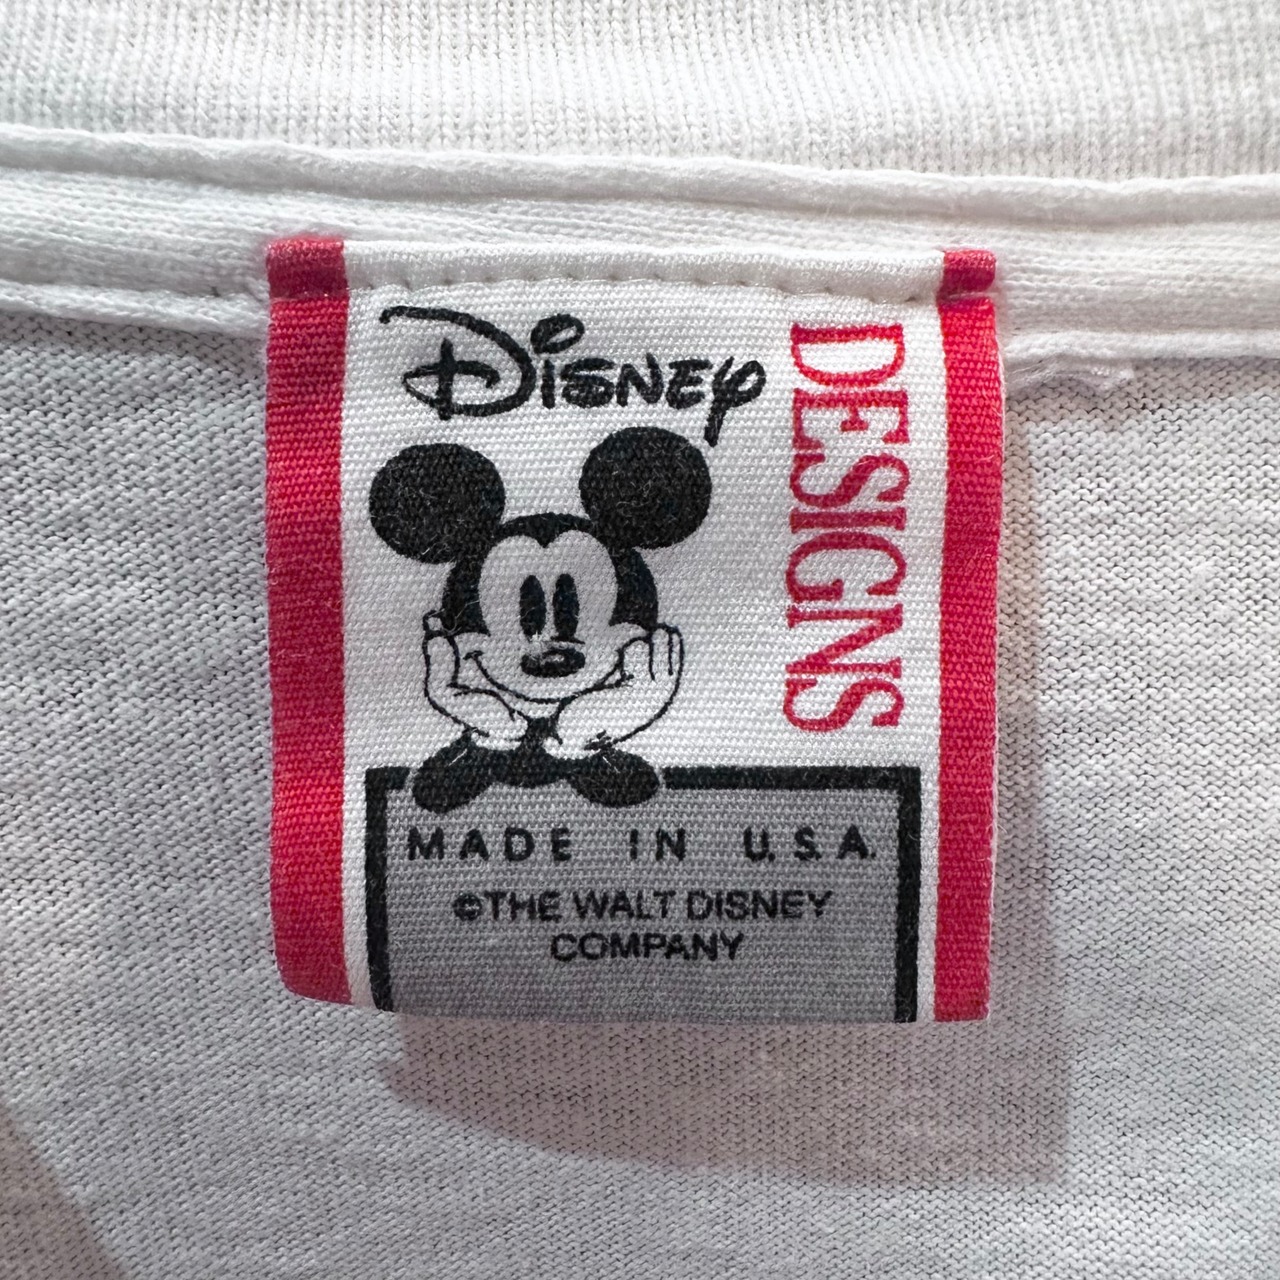 Disney
DESIGNS
MADE IN U.S.A.
©THE WALT DISNEY
COMPANY